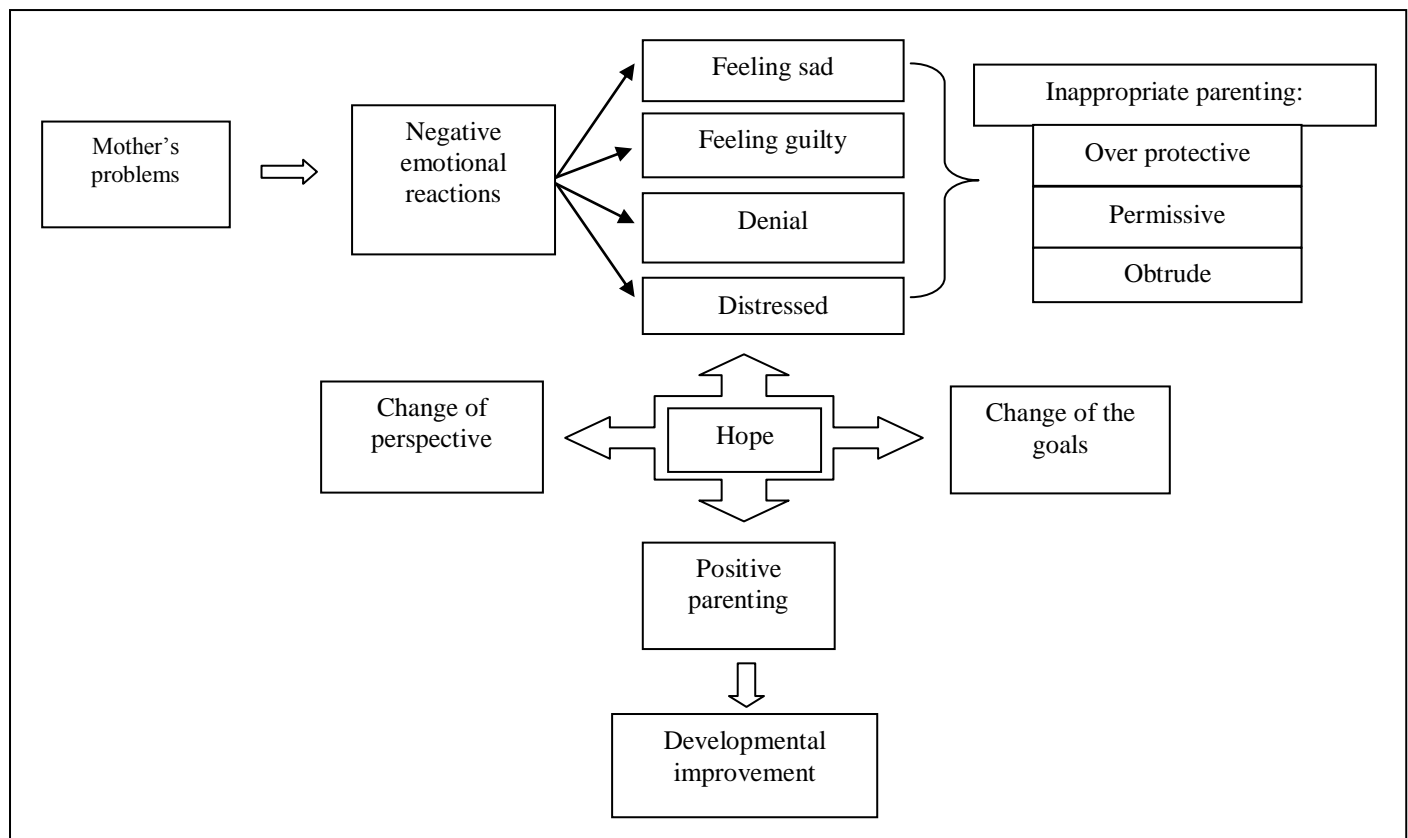 Mother’s
problems
Negative
emotional
reactions
Feeling sad
Feeling guilty
Denial
Distressed
Inappropriate parenting:
Over protective
Permissive
Obtrude
Change of
perspective
Hope
Change of the
goals
Positive
parenting
Developmental
improvement